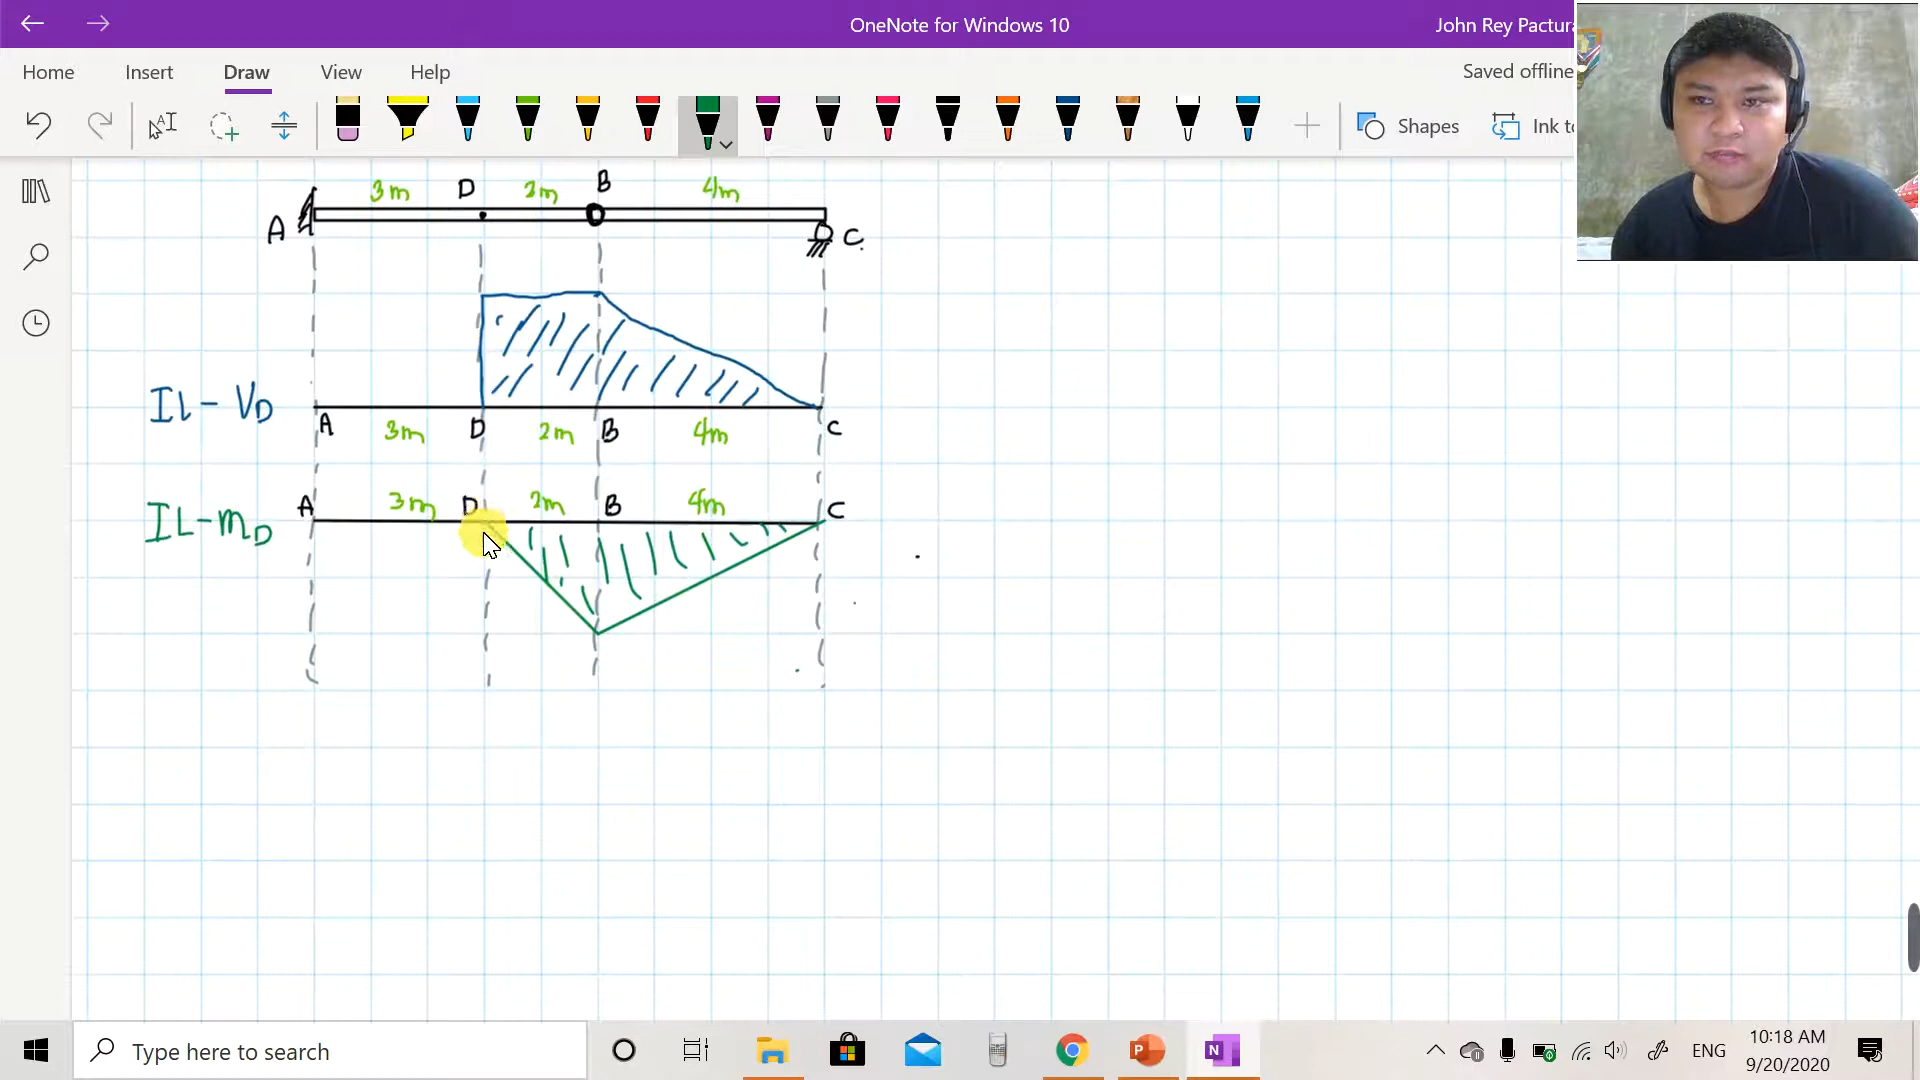 OneNote for Windows 10
John Rey Pactura
Home Insert Draw View Help
Saved offline
Shapes
Ink to
3m D 2m B 4m
A C
IL - VD
A 3m D 2m B 4m C
IL-MD
A 3m D 2m B 4m C
Type here to search
ENG
10:18 AM
9/20/2020